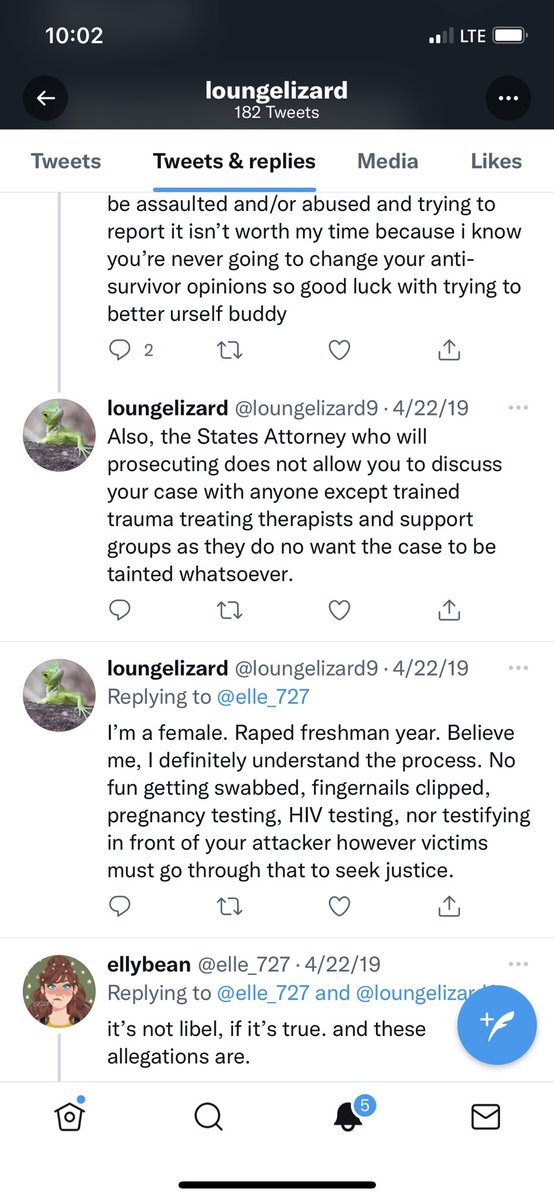 10:02
LTE
loungelizard
182 Tweets
Tweets
Tweets & replies
Media
Likes
be assaulted and/or abused and trying to
report it isn’t worth my time because i know
you’re never going to change your anti-
survivor opinions so good luck with trying to
better urself buddy
2
loungelizard @loungelizard9 · 4/22/19
Also, the States Attorney who will
prosecuting does not allow you to discuss
your case with anyone except trained
trauma treating therapists and support
groups as they do no want the case to be
tainted whatsoever.
loungelizard @loungelizard9 · 4/22/19
Replying to @elle_727
I’m a female. Raped freshman year. Believe
me, I definitely understand the process. No
fun getting swabbed, fingernails clipped,
pregnancy testing, HIV testing, nor testifying
in front of your attacker however victims
must go through that to seek justice.
ellybean @elle_727 · 4/22/19
Replying to @elle_727 and @loungelizar
it’s not libel, if it’s true. and these
allegations are.
5